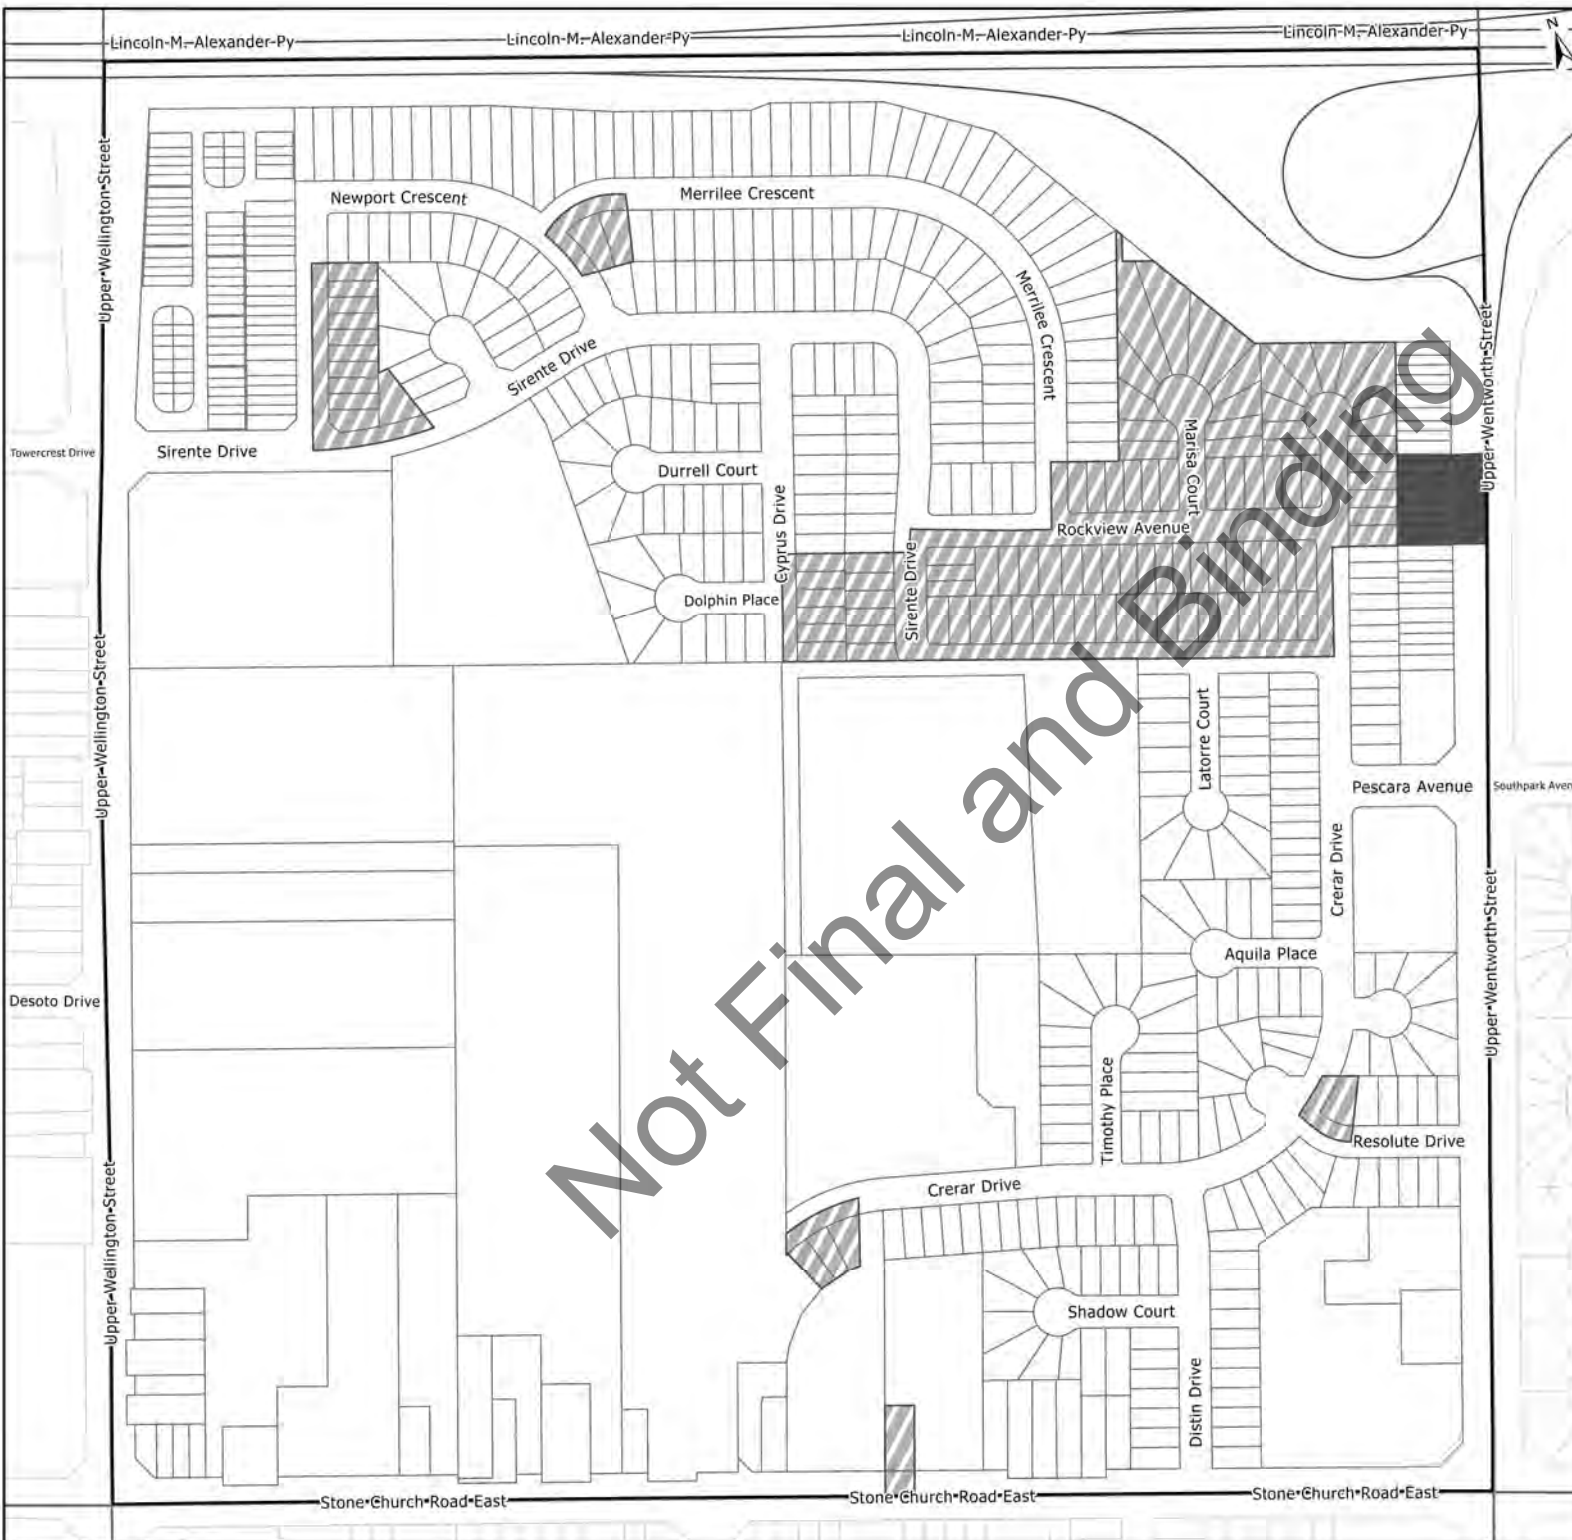 Lincoln-M.-Alexander-Py
Lincoln-M.-Alexander-Py
Lincoln-M.-Alexander-Py
Lincoln-M.-Alexander-Py
N
Upper•Wellington•Street
Newport Crescent
Merrilee Crescent
Merrilee Crescent
Sirente Drive
Upper•Wentworth•Street
Marisa Court
Towercrest Drive
Sirente Drive
Durrell Court
Cyprus Drive
Rockview Avenue
Sirente Drive
Dolphin Place
Upper•Wellington•Street
Latorre Court
Pescara Avenue
Southpark Aven
Crerar Drive
Aquila Place
Upper•Wentworth•Street
Desoto Drive
Timothy Place
Resolute Drive
Crerar Drive
Upper•Wellington•Street
Shadow Court
Distin Drive
Stone•Church•Road•East
Stone•Church•Road•East
Stone•Church•Road•East
Not Final and Binding